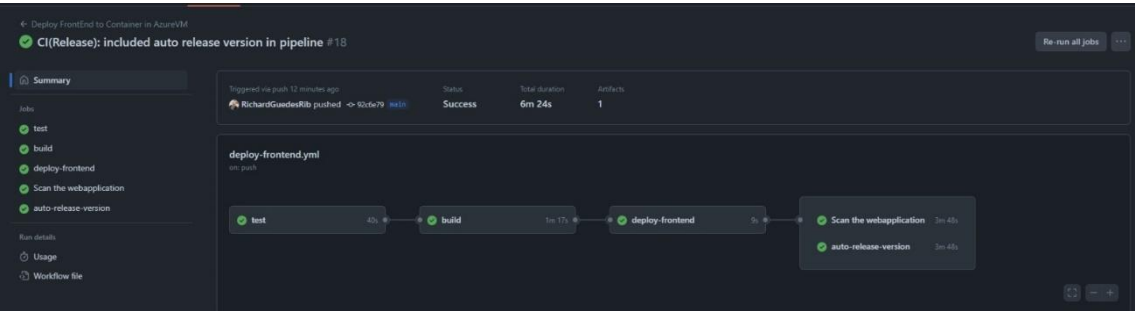 ← Deploy FrontEnd to Container in AzureVM
CI(Release): included auto release version in pipeline #18
Re-run all jobs
Summary
Jobs
test
build
deploy-frontend
Scan the webapplication
auto-release-version
Run details
Usage
Workflow file
Triggered via push 12 minutes ago
RichardGuedesRib pushed 92c6e79 main
Status
Success
Total duration
6m 24s
Artifacts
1
deploy-frontend.yml
on: push
test 40s
build 1m 17s
deploy-frontend 9s
Scan the webapplication 3m 48s
auto-release-version 3m 48s